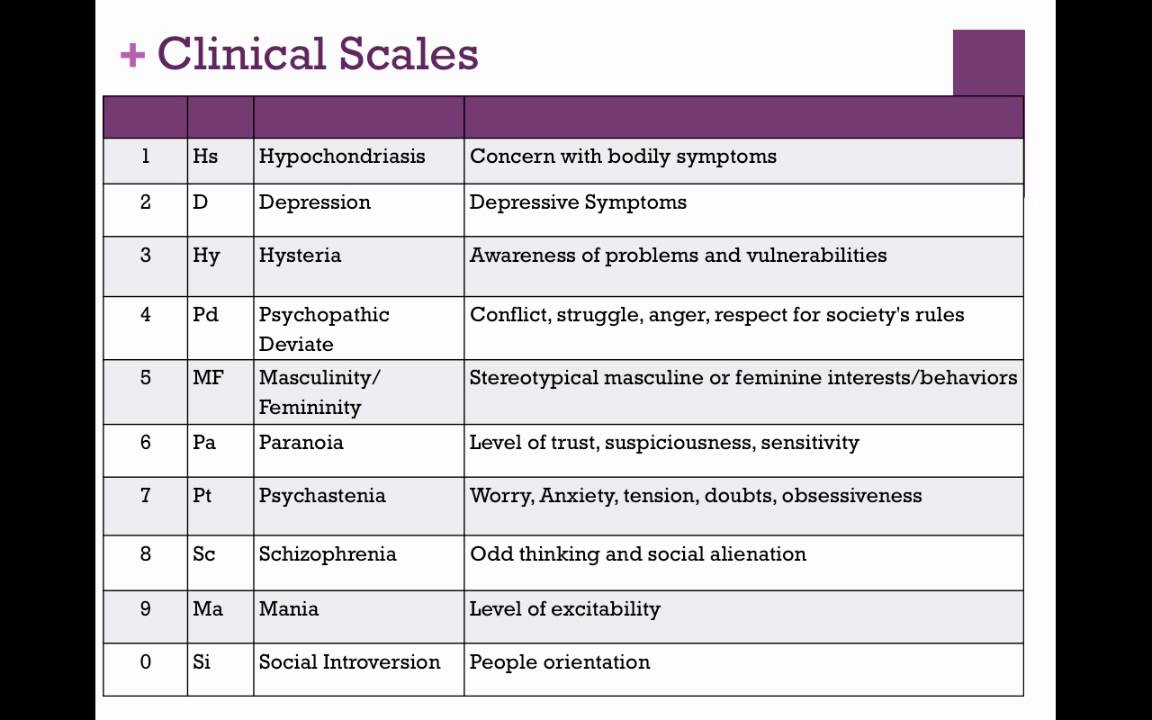 + Clinical Scales
1 Hs Hypochondriasis Concern with bodily symptoms
2 D Depression Depressive Symptoms
3 Hy Hysteria Awareness of problems and vulnerabilities
4 Pd Psychopathic Conflict, struggle, anger, respect for society's rules
Deviate
5 MF Masculinity/ Stereotypical masculine or feminine interests/behaviors
Femininity
6 Pa Paranoia Level of trust, suspiciousness, sensitivity
7 Pt Psychastenia Worry, Anxiety, tension, doubts, obsessiveness
8 Sc Schizophrenia Odd thinking and social alienation
9 Ma Mania Level of excitability
0 Si Social Introversion People orientation